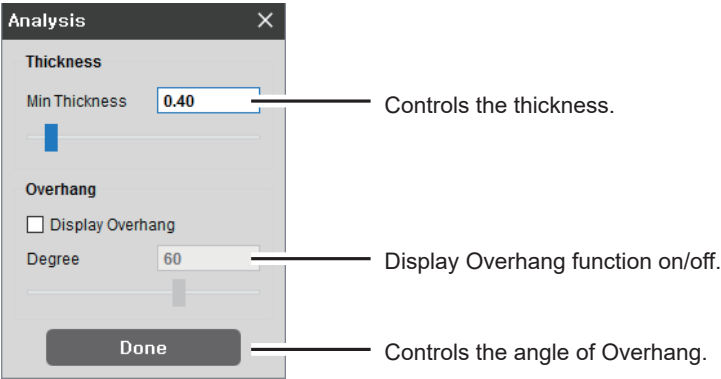 Analysis
Thickness
Min Thickness 0.40
Controls the thickness.
Overhang
Display Overhang
Degree 60
Display Overhang function on/off.
Done
Controls the angle of Overhang.